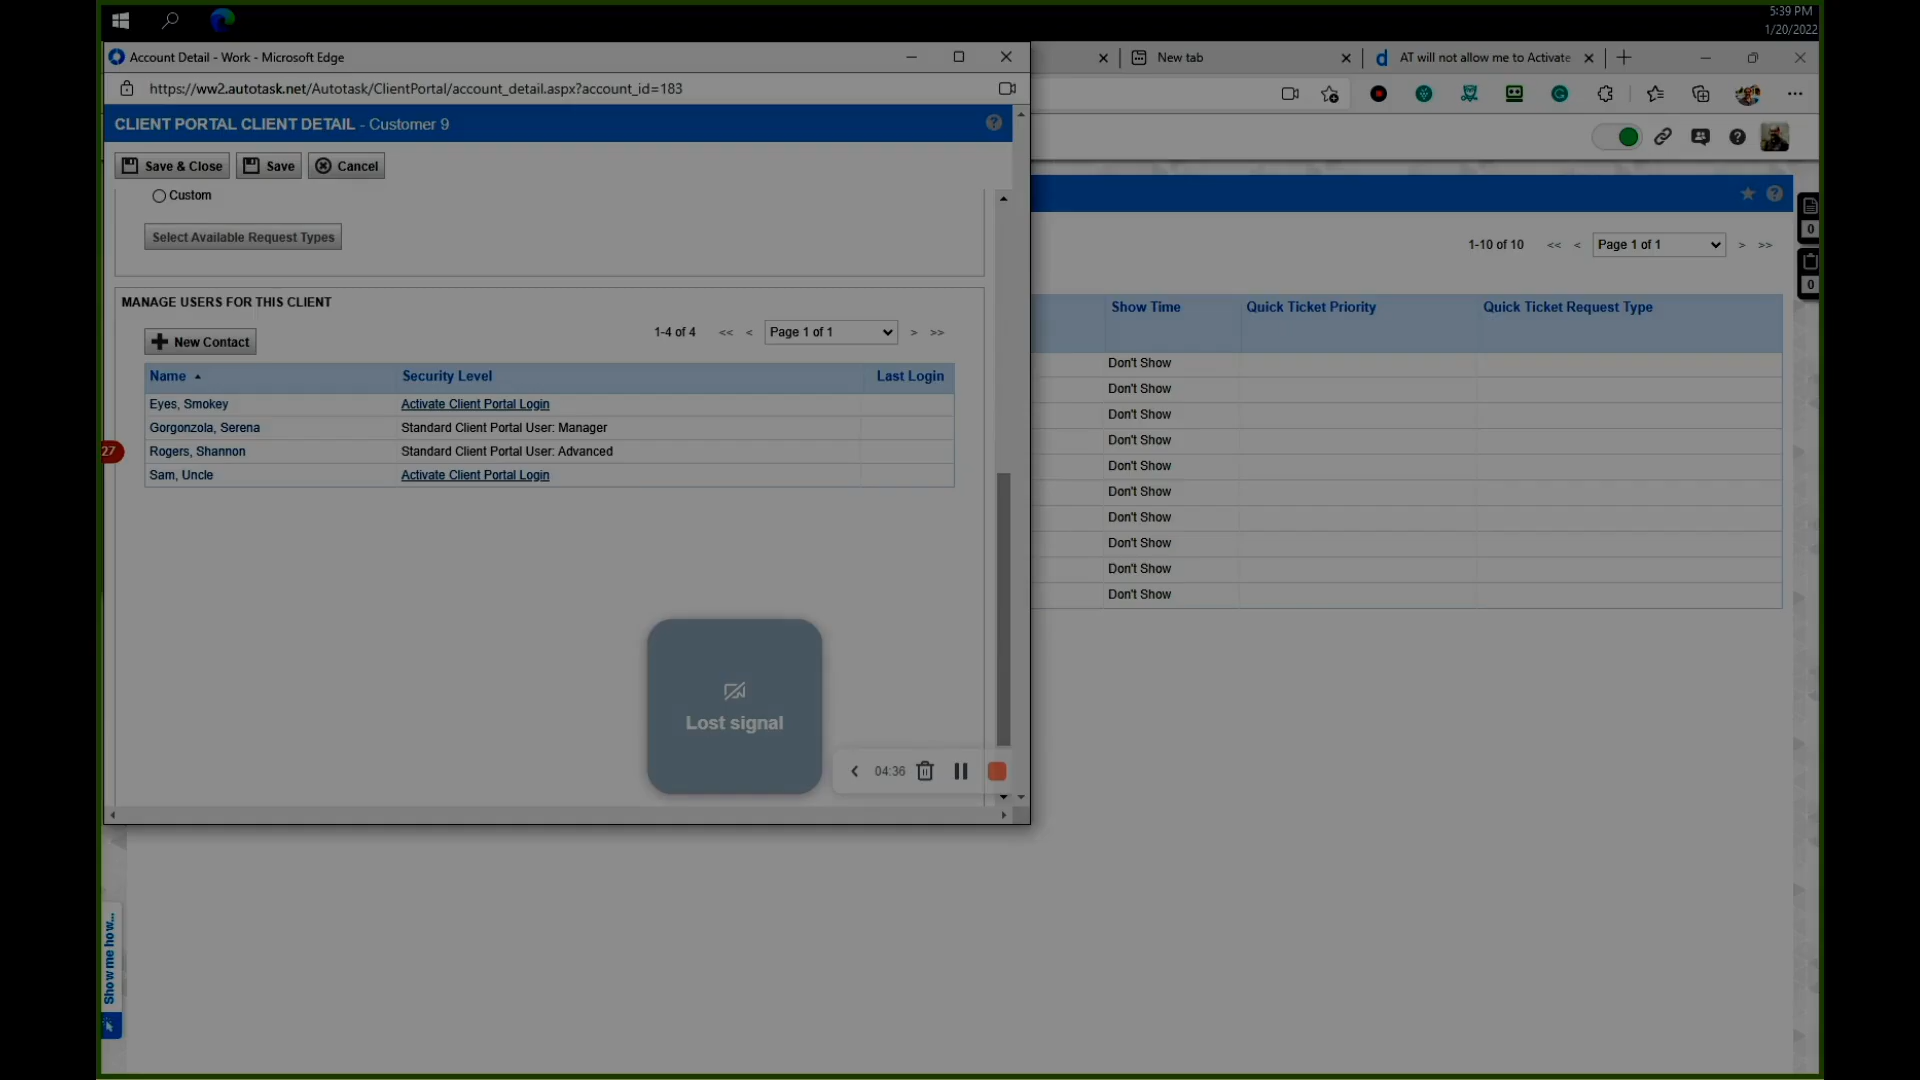 5:39 PM
1/20/2022
Account Detail - Work - Microsoft Edge
New tab
AT will not allow me to Activate
https://ww2.autotask.net/Autotask/ClientPortal/account_detail.aspx?account_id=183
CLIENT PORTAL CLIENT DETAIL - Customer 9
Save & Close
Save
Cancel
Custom
Select Available Request Types
MANAGE USERS FOR THIS CLIENT
New Contact
1-4 of 4 << < Page 1 of 1 > >>
Name Security Level Last Login
Eyes, Smokey Activate Client Portal Login
Gorgonzola, Serena Standard Client Portal User: Manager
Rogers, Shannon Standard Client Portal User: Advanced
Sam, Uncle Activate Client Portal Login
27
Lost signal
04:36
1-10 of 10 << < Page 1 of 1 > >>
0
0
Show Time Quick Ticket Priority Quick Ticket Request Type
Don't Show
Don't Show
Don't Show
Don't Show
Don't Show
Don't Show
Don't Show
Don't Show
Don't Show
Don't Show
Show me how...